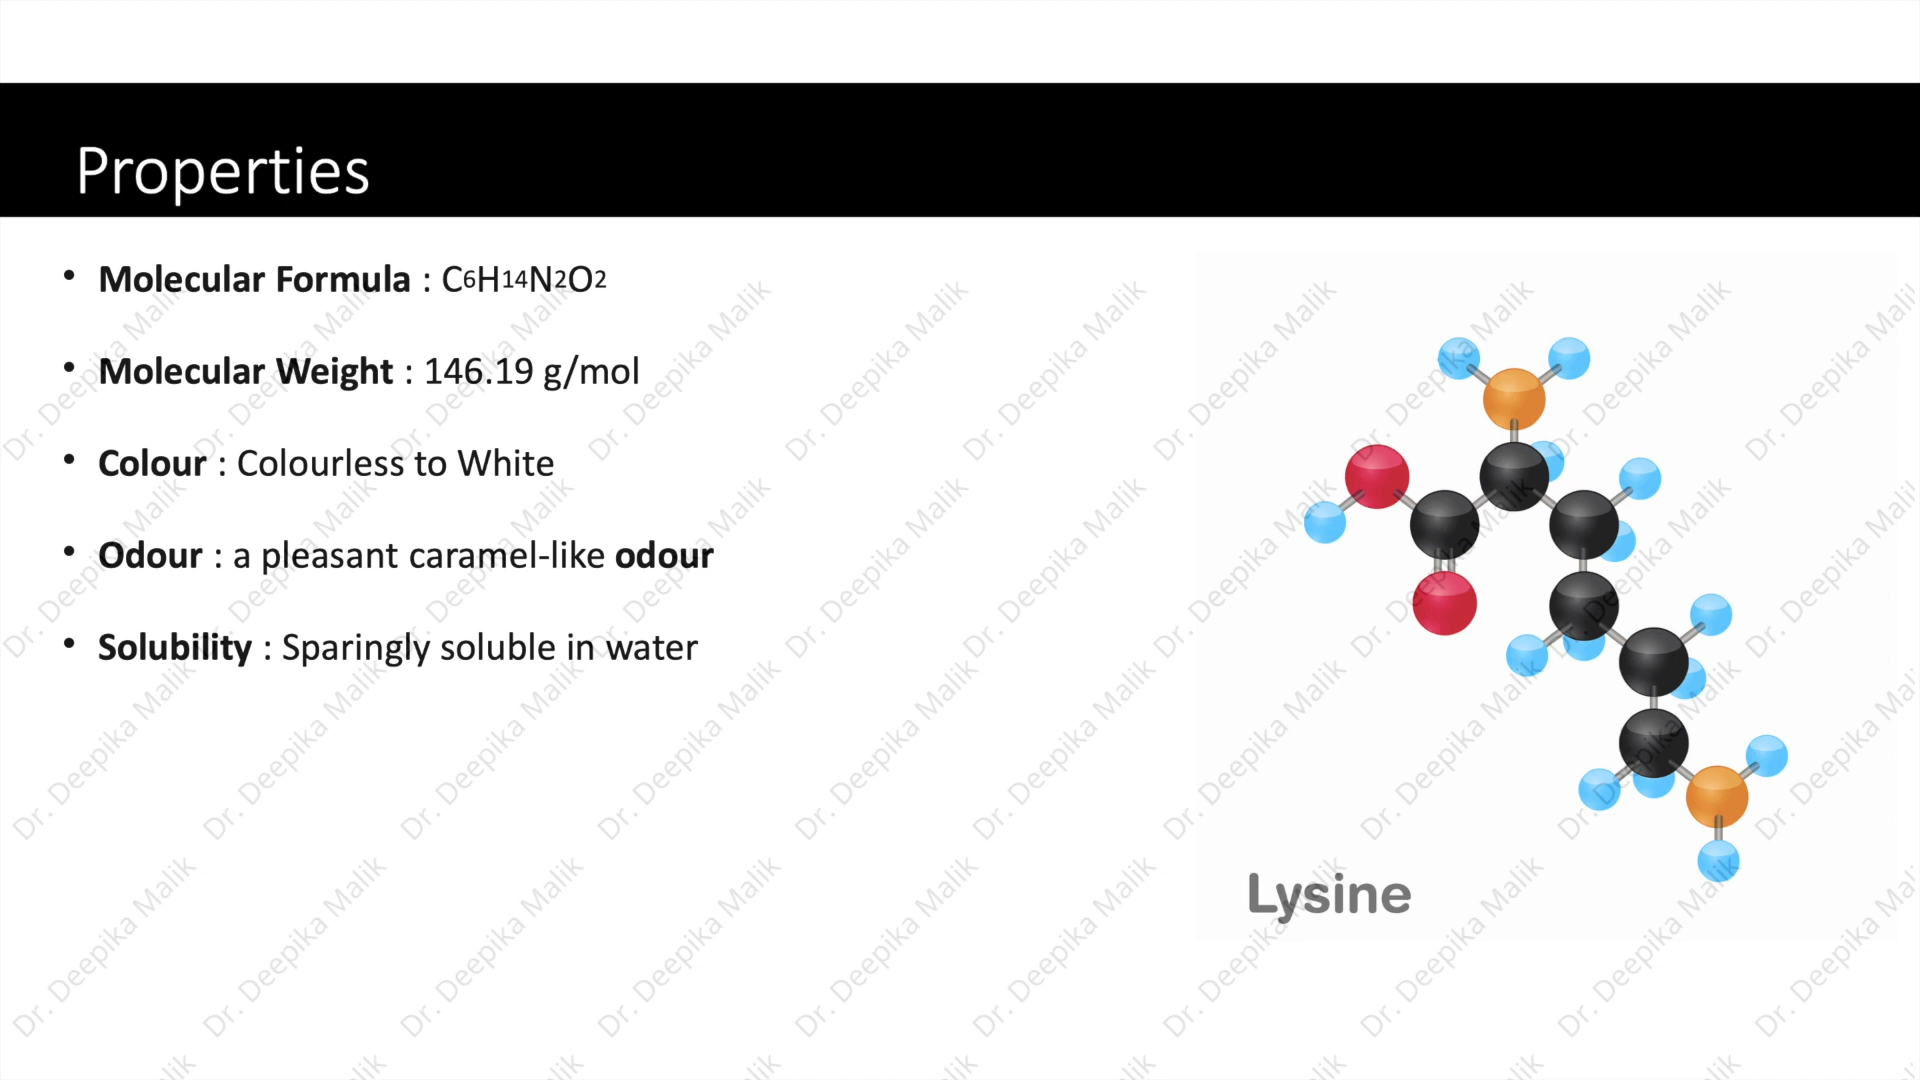 Properties
• Molecular Formula : C6H14N2O2
• Molecular Weight : 146.19 g/mol
• Colour : Colourless to White
• Odour : a pleasant caramel-like odour
• Solubility : Sparingly soluble in water
Lysine
Dr. Deepika Malik